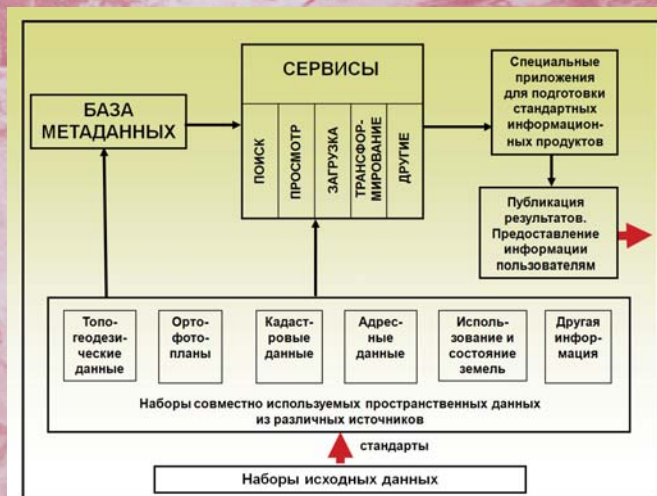 СЕРВИСЫ
ПОИСК
ПРОСМОТР
ЗАГРУЗКА
ТРАНСФОР-
МИРОВАНИЕ
ДРУГИЕ
БАЗА
МЕТАДАННЫХ
Специальные
приложения
для подготовки
стандартных
информацион-
ных продуктов
Публикация
результатов.
Предоставление
информации
пользователям
Топо-
геодези-
ческие
данные
Орто-
фото-
планы
Кадаст-
ровые
данные
Адрес-
ные
данные
Исполь-
зование и
состояние
земель
Другая
инфор-
мация
Наборы совместно используемых пространственных данных
из различных источников
стандарты
Наборы исходных данных